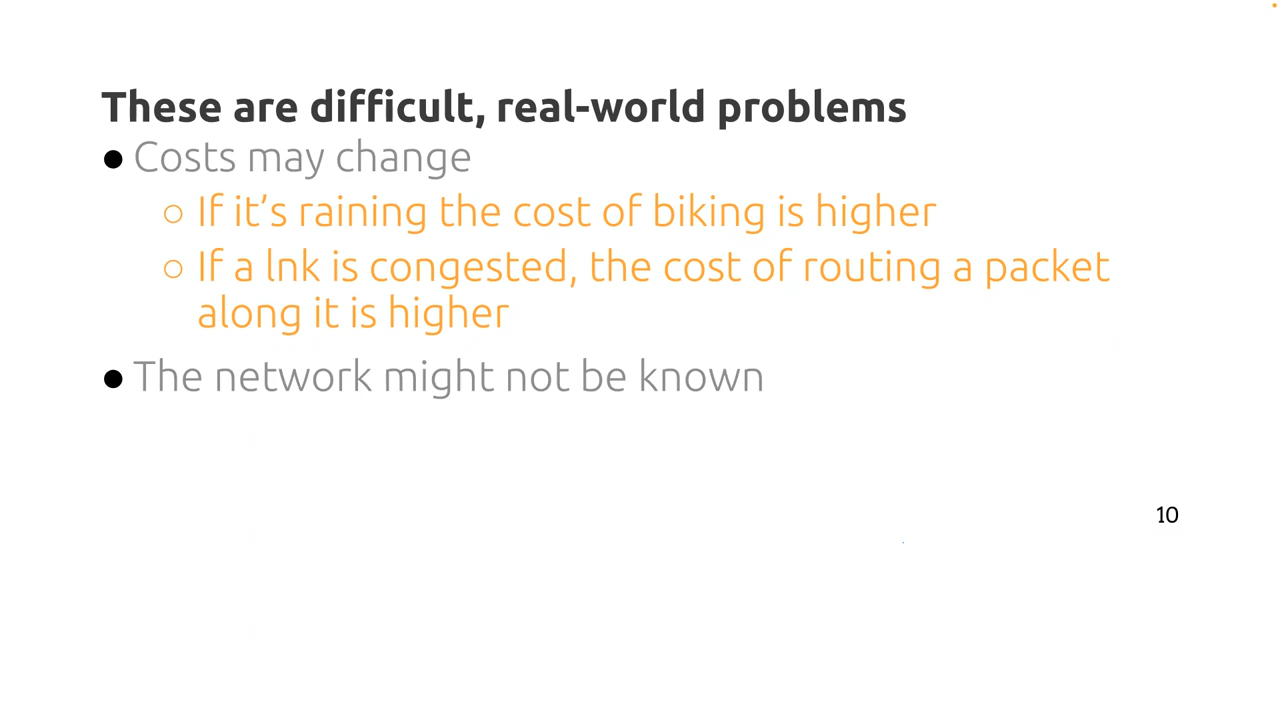 These are difficult, real-world problems
● Costs may change
○ If it’s raining the cost of biking is higher
○ If a lnk is congested, the cost of routing a packet
along it is higher
● The network might not be known
10